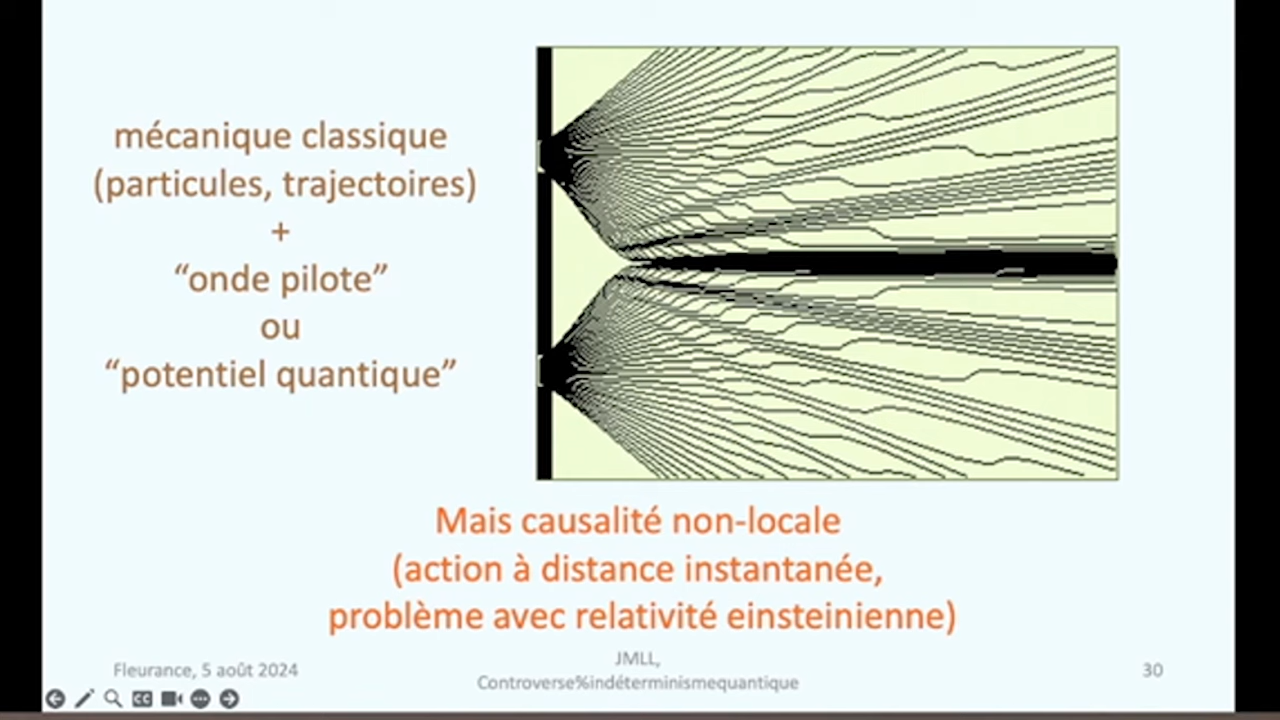 mécanique classique
(particules, trajectoires)
+
“onde pilote”
ou
“potentiel quantique”
Mais causalité non-locale
(action à distance instantanée,
problème avec relativité einsteinienne)
Fleurance, 5 août 2024
JMLL,
Controverse%indéterminismequantique
30
CC